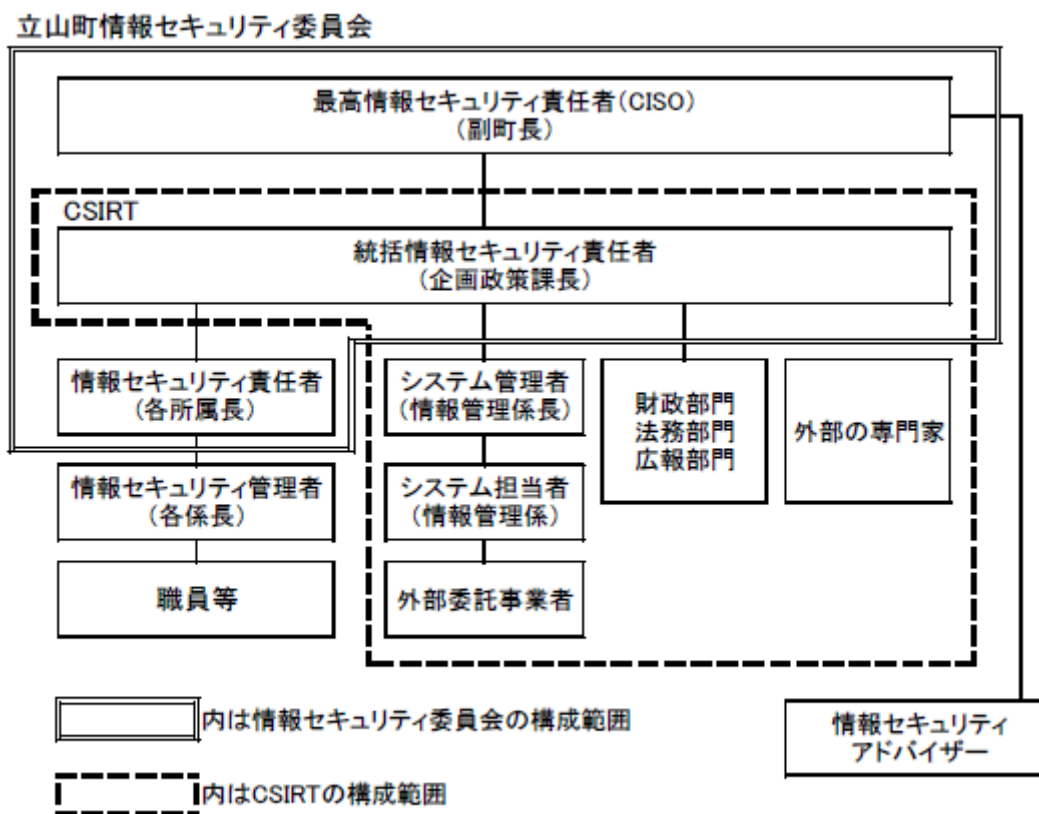 立山町情報セキュリティ委員会
最高情報セキュリティ責任者(CISO)
(副町長)
CSIRT
統括情報セキュリティ責任者
(企画政策課長)
情報セキュリティ責任者
(各所属長)
システム管理者
(情報管理係長)
財政部門
法務部門
広報部門
外部の専門家
情報セキュリティ管理者
(各係長)
システム担当者
(情報管理係)
職員等
外部委託事業者
内は情報セキュリティ委員会の構成範囲
情報セキュリティ
アドバイザー
内はCSIRTの構成範囲